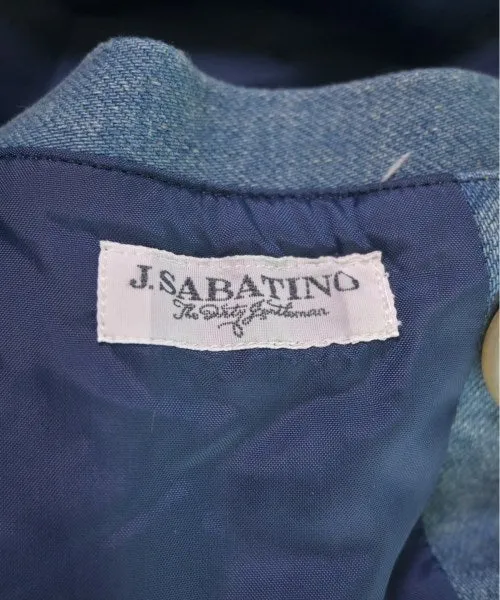 J. SABATINO
The Dirty Gentleman